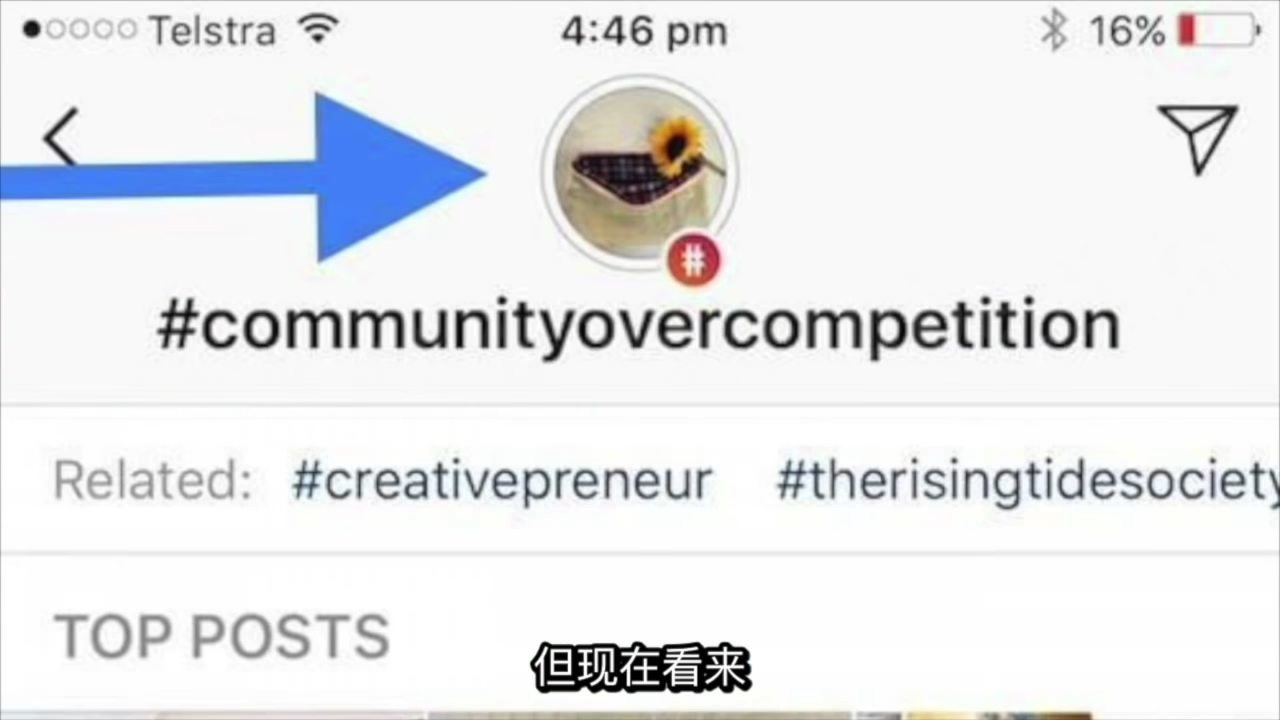 Telstra 4:46 pm 16%
#
#communityovercompetition
Related: #creativepreneur #therisingtidesociety
TOP POSTS
但现在看来